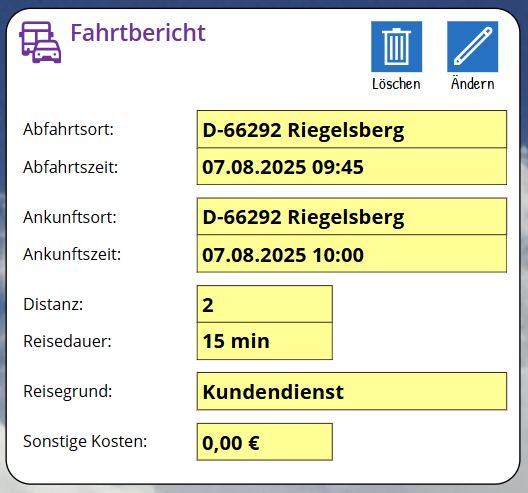 Fahrtbericht
Löschen
Ändern
Abfahrtsort: D-66292 Riegelsberg
Abfahrtszeit: 07.08.2025 09:45
Ankunftsort: D-66292 Riegelsberg
Ankunftszeit: 07.08.2025 10:00
Distanz: 2
Reisedauer: 15 min
Reisegrund: Kundendienst
Sonstige Kosten: 0,00 €